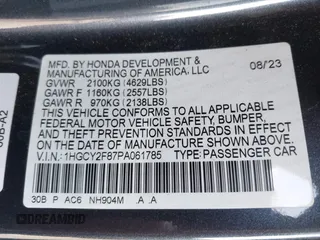 MFD. BY HONDA DEVELOPMENT &
MANUFACTURING OF AMERICA, LLC
GVWR 2100KG (4629LBS) 08/23
GAWR F 1160KG (2557LBS)
GAWR R 970KG (2138LBS)
THIS VEHICLE CONFORMS TO ALL APPLICABLE
FEDERAL MOTOR VEHICLE SAFETY, BUMPER,
AND THEFT PREVENTION STANDARDS IN
EFFECT ON THE DATE OF MANUFACTURE
SHOWN ABOVE.
V.I.N.: 1HGCY2F87PA061785 TYPE: PASSENGER CAR
30B P AC6 NH904M .A .A
30B-A2
DREAMBID